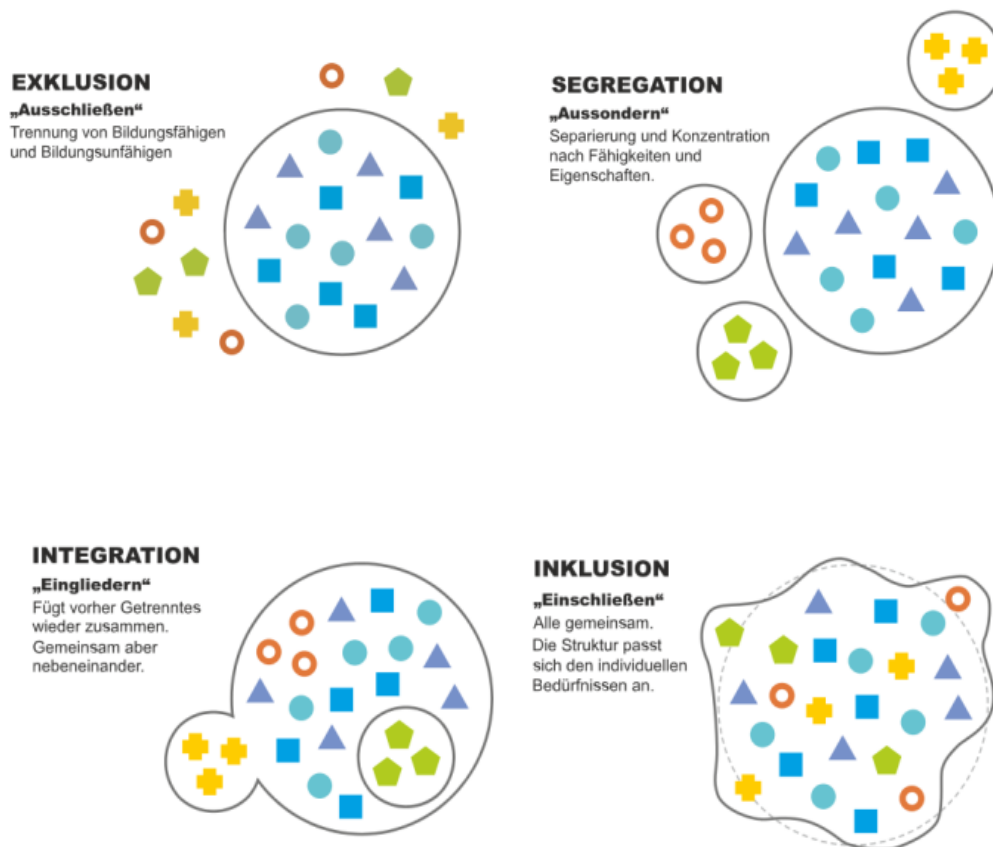 EXKLUSION
„Ausschließen“
Trennung von Bildungsfähigen
und Bildungsunfähigen
SEGREGATION
„Aussondern“
Separierung und Konzentration
nach Fähigkeiten und
Eigenschaften.
INTEGRATION
„Eingliedern“
Fügt vorher Getrenntes
wieder zusammen.
Gemeinsam aber
nebeneinander.
INKLUSION
„Einschließen“
Alle gemeinsam.
Die Struktur passt
sich den individuellen
Bedürfnissen an.